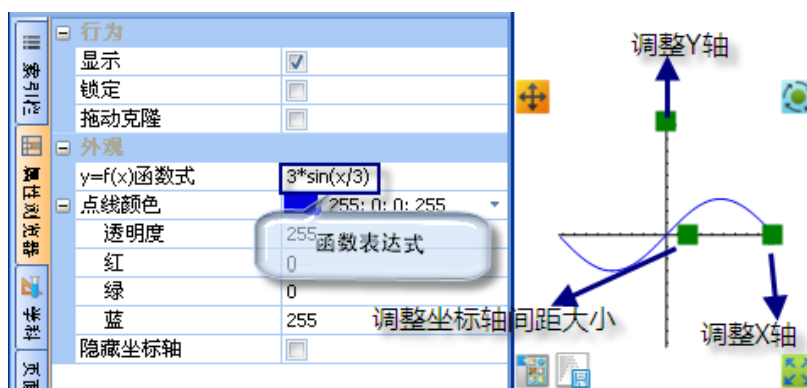 索引栏
属性浏览器
学科
页面
行为
显示
锁定
拖动克隆
外观
y=f(x)函数式 3*sin(x/3)
点线颜色 255; 0; 0; 255
透明度 255
函数表达式
红 0
绿 0
蓝 255
隐藏坐标轴
调整Y轴
调整坐标轴间距大小
调整X轴